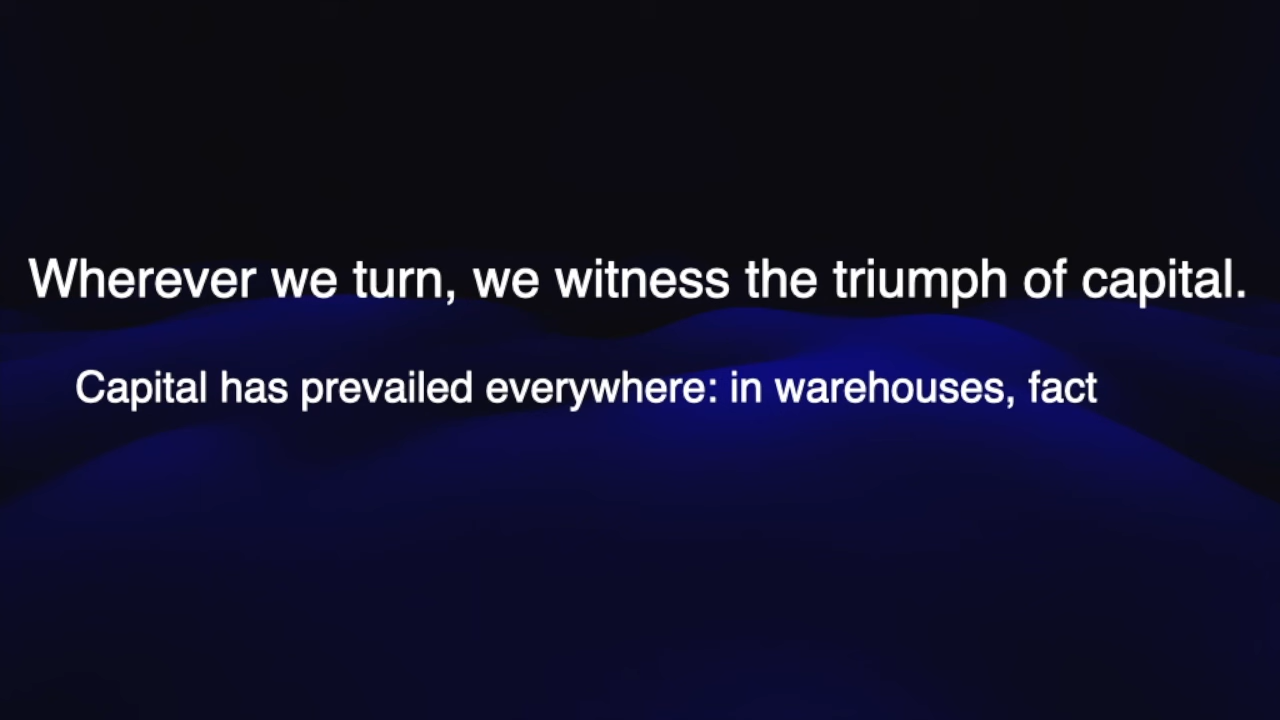 Wherever we turn, we witness the triumph of capital.
Capital has prevailed everywhere: in warehouses, fact